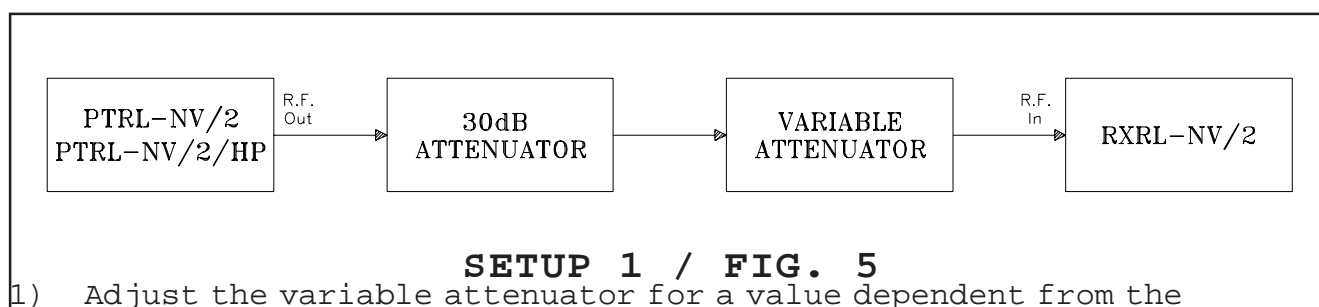 PTRL-NV/2
PTRL-NV/2/HP
R.F.
Out
30dB
ATTENUATOR
VARIABLE
ATTENUATOR
R.F.
In
RXRL-NV/2
SETUP 1 / FIG. 5
1) Adjust the variable attenuator for a value dependent from the